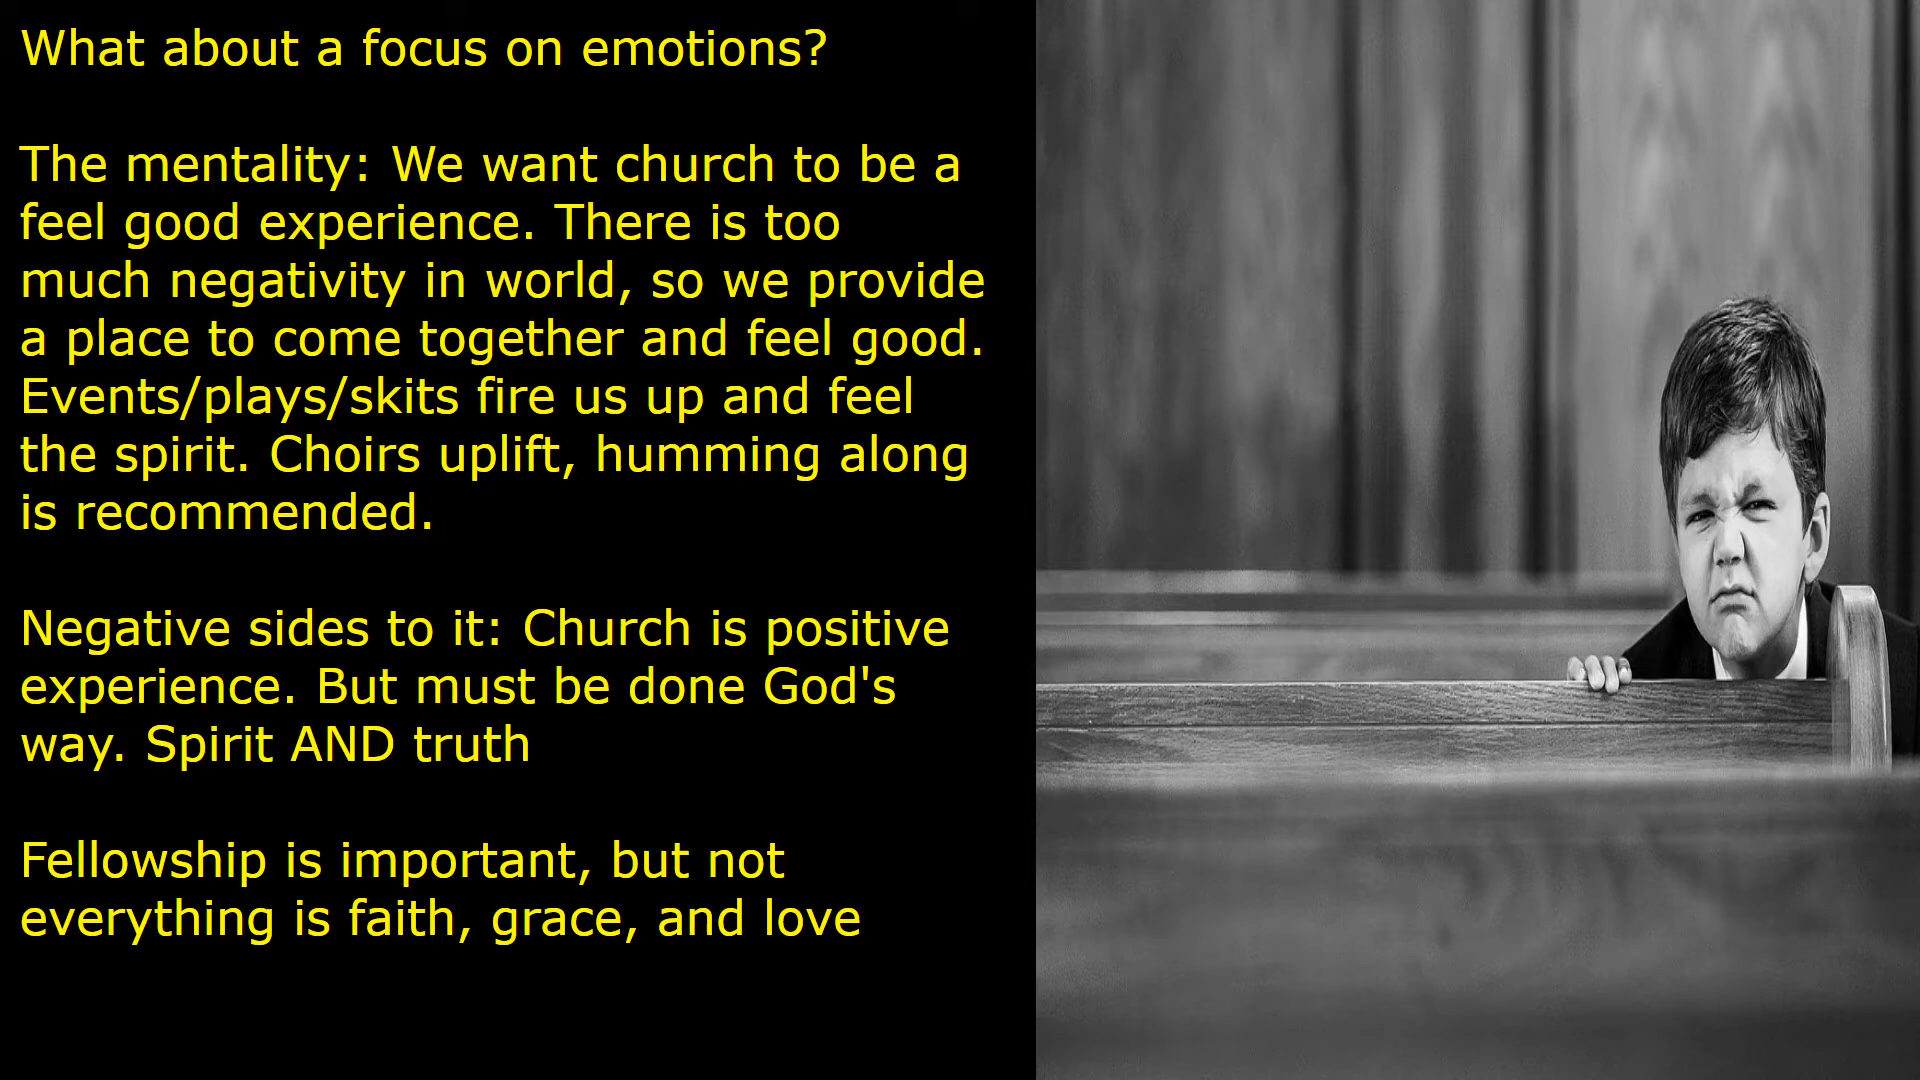 What about a focus on emotions?
The mentality: We want church to be a
feel good experience. There is too
much negativity in world, so we provide
a place to come together and feel good.
Events/plays/skits fire us up and feel
the spirit. Choirs uplift, humming along
is recommended.
Negative sides to it: Church is positive
experience. But must be done God's
way. Spirit AND truth
Fellowship is important, but not
everything is faith, grace, and love